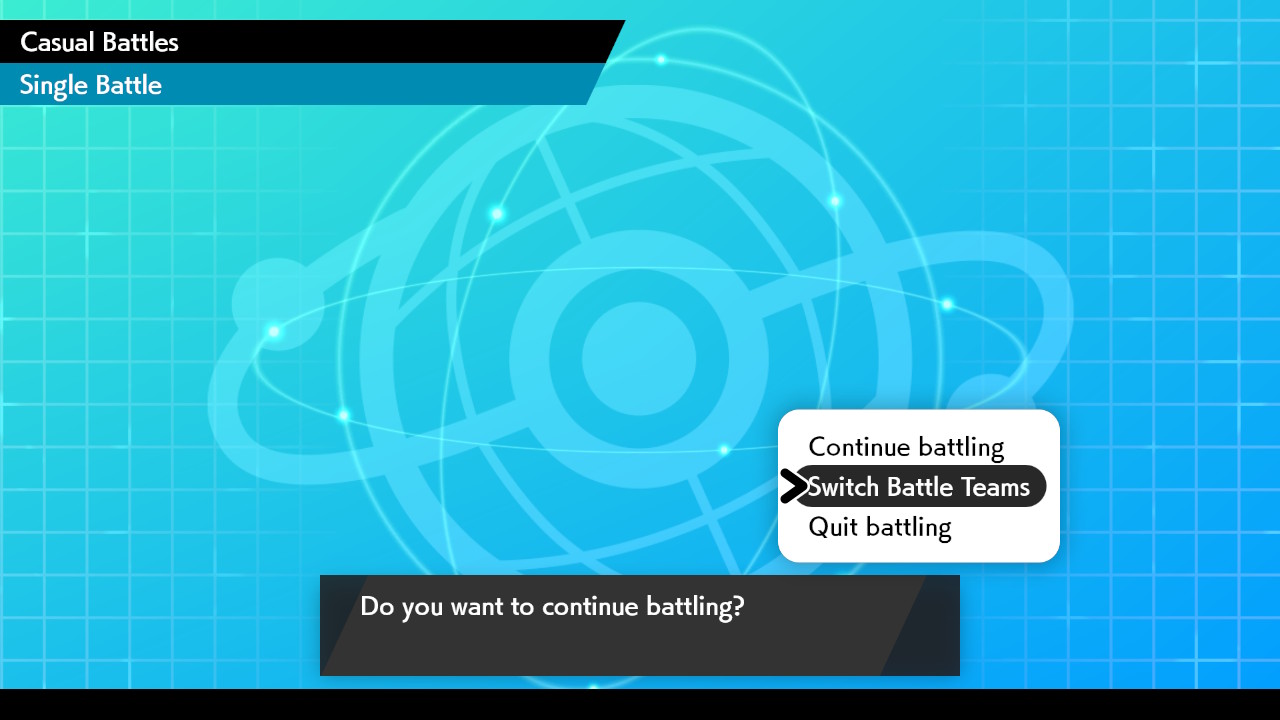 Casual Battles
Single Battle
Continue battling
Switch Battle Teams
Quit battling
Do you want to continue battling?